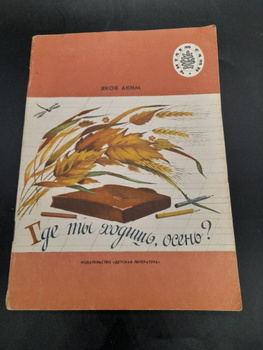 ЯКОВ АКИМ
Где ты ходишь, осень?
ИЗДАТЕЛЬСТВО «ДЕТСКАЯ ЛИТЕРАТУРА»